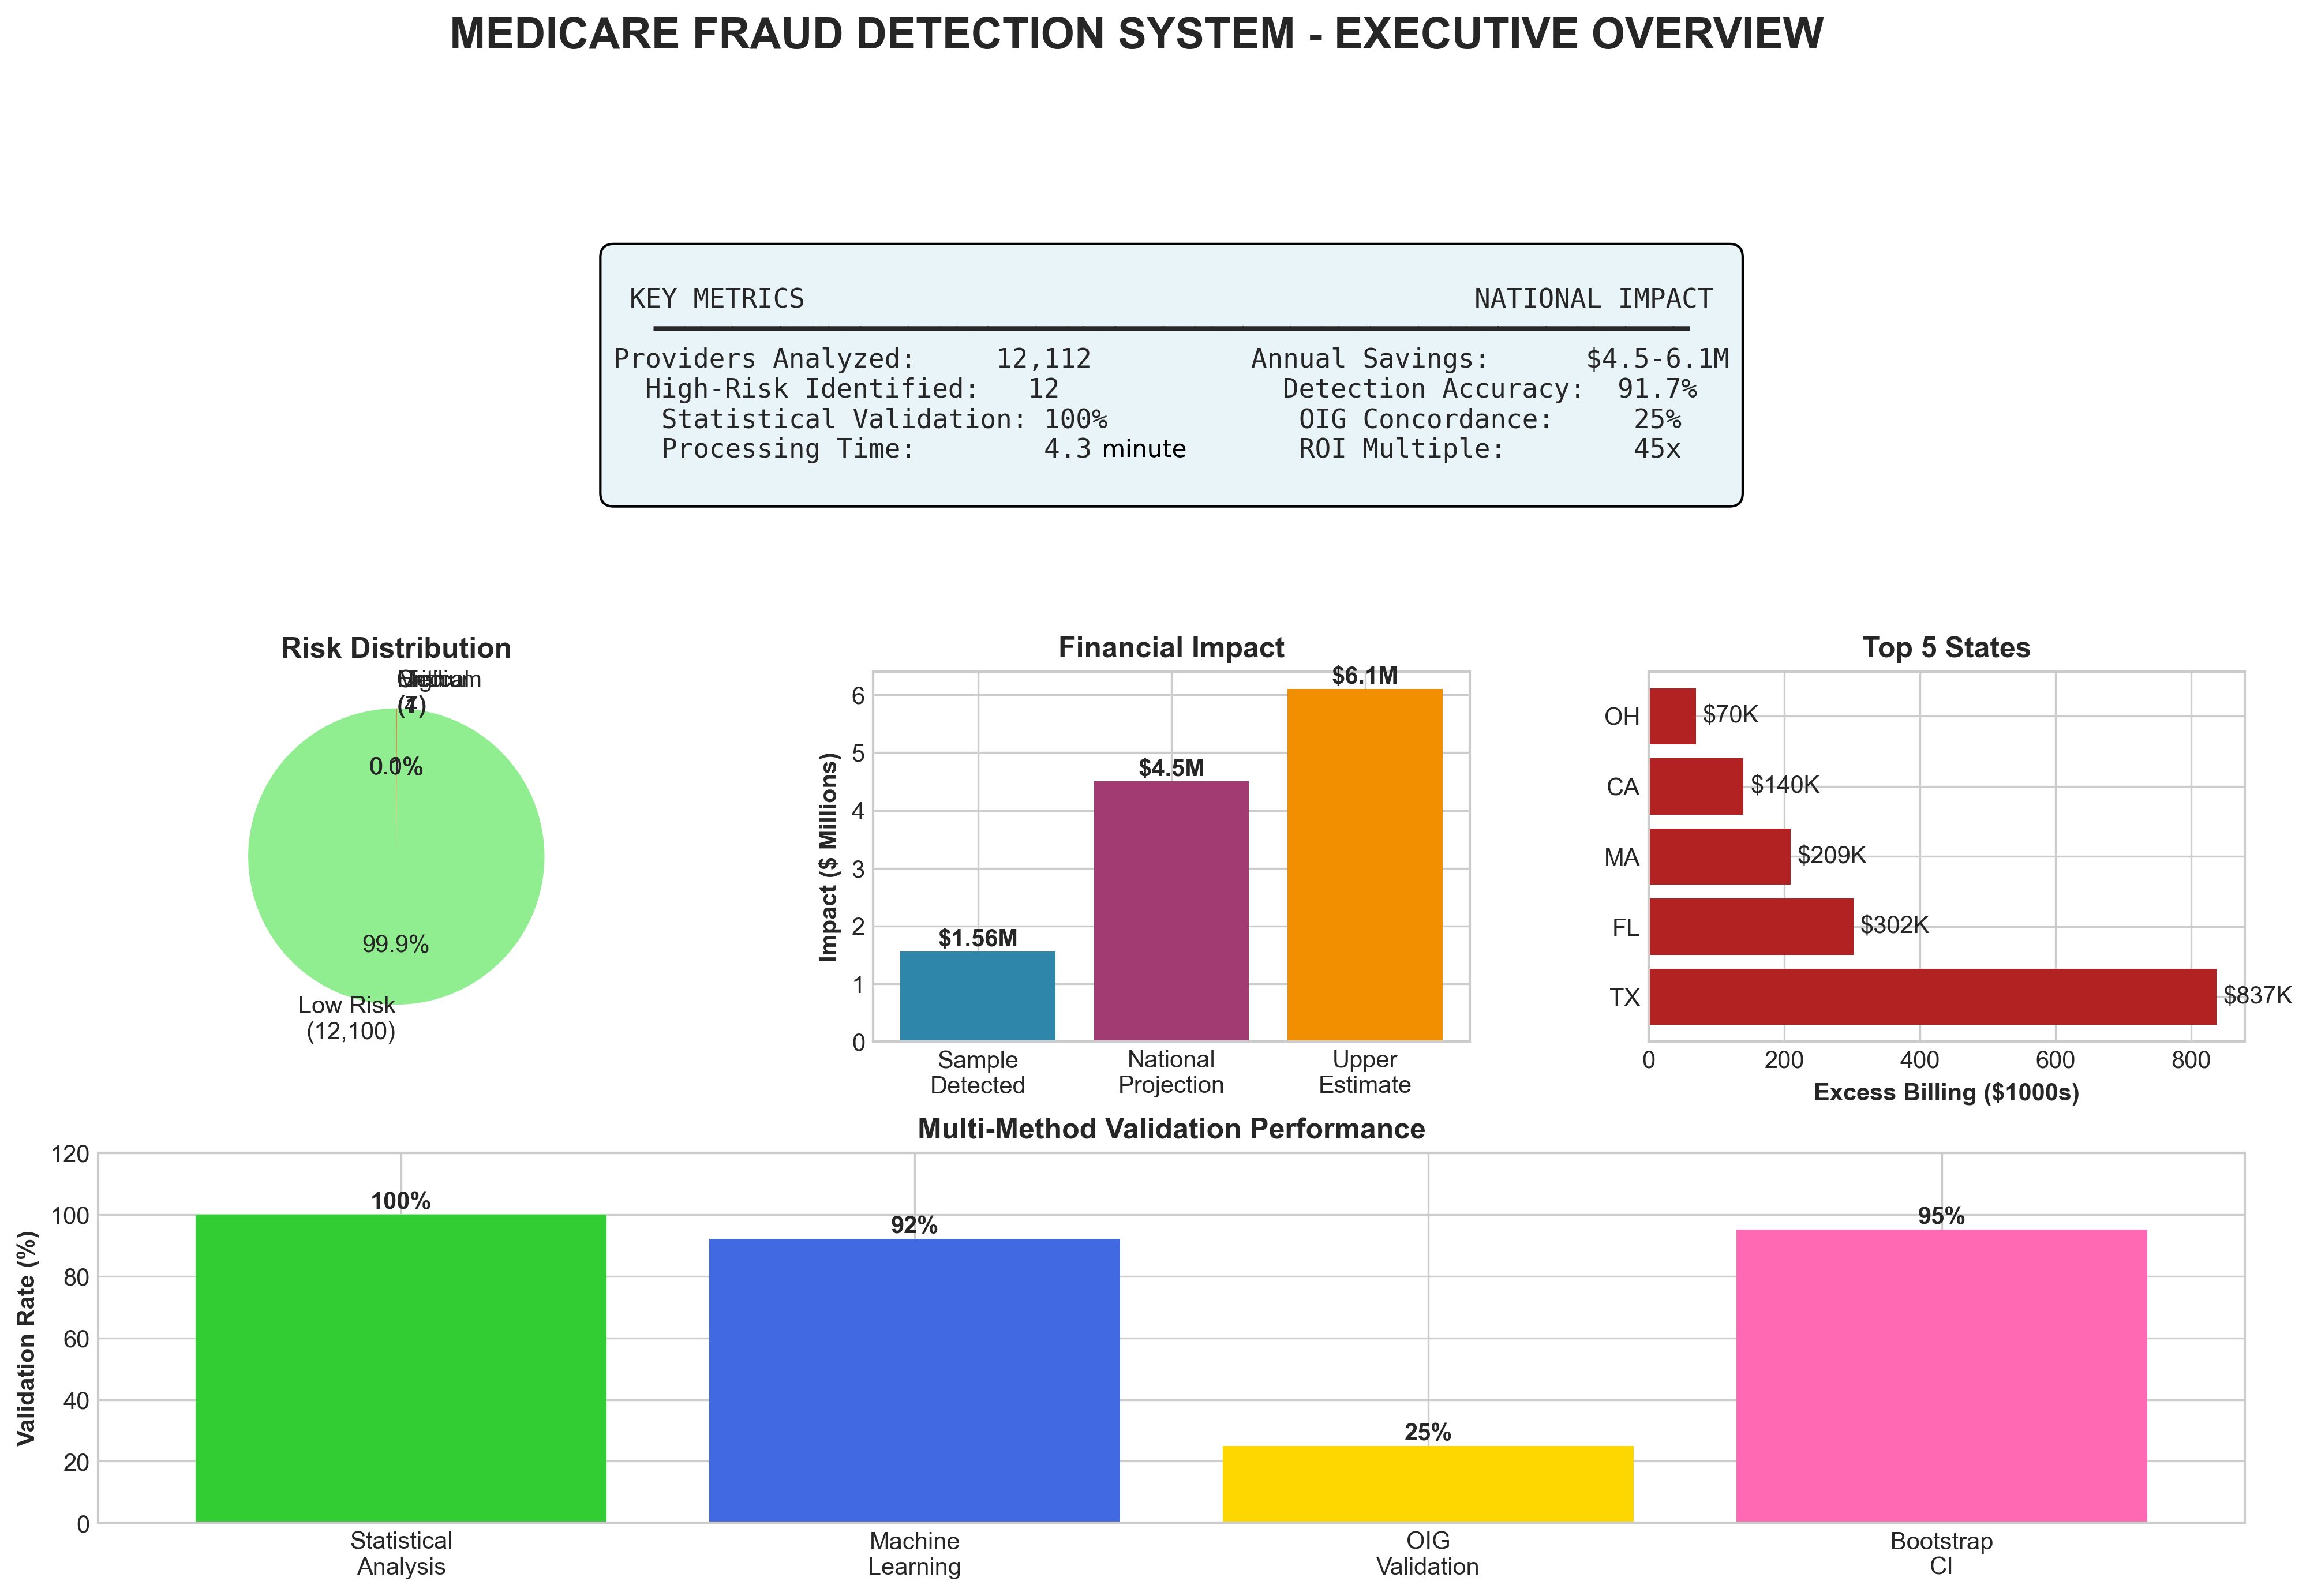 MEDICARE FRAUD DETECTION SYSTEM - EXECUTIVE OVERVIEW
KEY METRICS NATIONAL IMPACT
Providers Analyzed: 12,112 Annual Savings: $4.5-6.1M
High-Risk Identified: 12 Detection Accuracy: 91.7%
Statistical Validation: 100% OIG Concordance: 25%
Processing Time: 4.3 minute ROI Multiple: 45x
Risk Distribution
99.9%
Low Risk
(12,100)
Financial Impact
Impact ($ Millions)
6
5
4
3
2
1
0
$1.56M
$4.5M
$6.1M
Sample
Detected
National
Projection
Upper
Estimate
Top 5 States
OH $70K
CA $140K
MA $209K
FL $302K
TX $837K
0 200 400 600 800
Excess Billing ($1000s)
Multi-Method Validation Performance
Validation Rate (%)
120
100
80
60
40
20
0
100%
92%
25%
95%
Statistical
Analysis
Machine
Learning
OIG
Validation
Bootstrap
CI